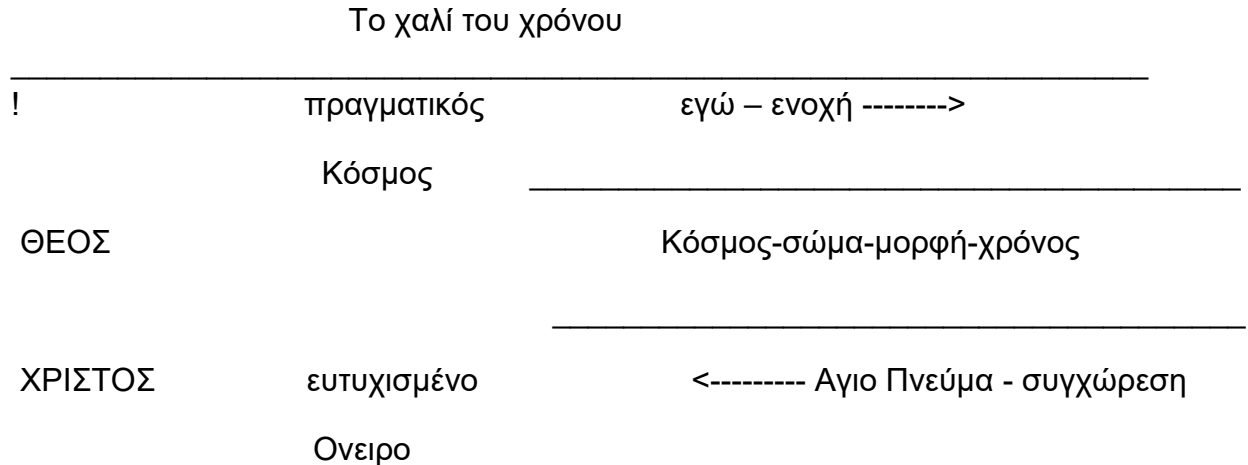 Το χαλί του χρόνου
! πραγματικός εγώ – ενοχή -------->
Κόσμος
ΘΕΟΣ Κόσμος-σώμα-μορφή-χρόνος
ΧΡΙΣΤΟΣ ευτυχισμένο <--------- Αγιο Πνεύμα - συγχώρεση
Ονειρο